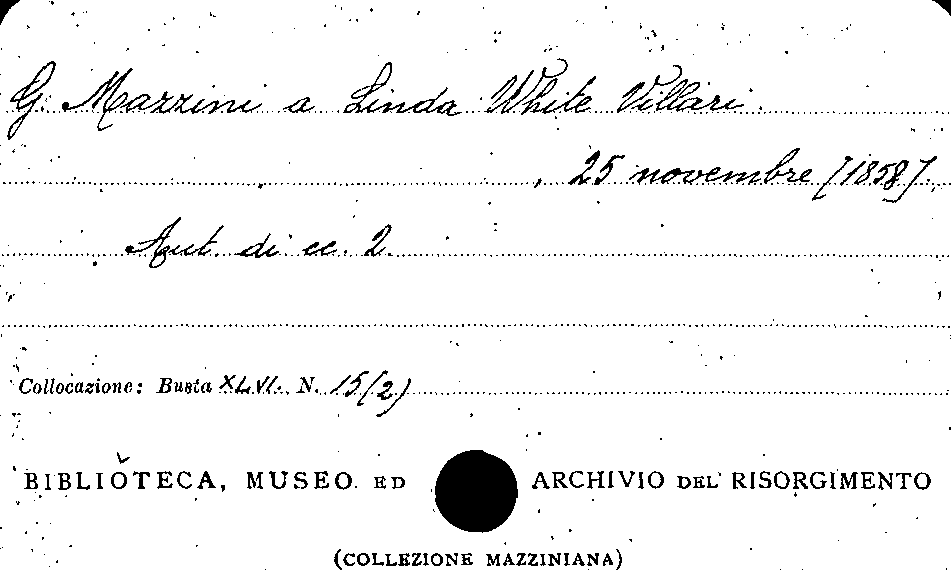 G. Mazzini a Linda White Villari.
25 novembre [1858].
Aut. di cc. 2.
Collocazione: Busta XLVI. N. 15(2)
BIBLIOTECA, MUSEO ED ARCHIVIO DEL RISORGIMENTO
(COLLEZIONE MAZZINIANA)